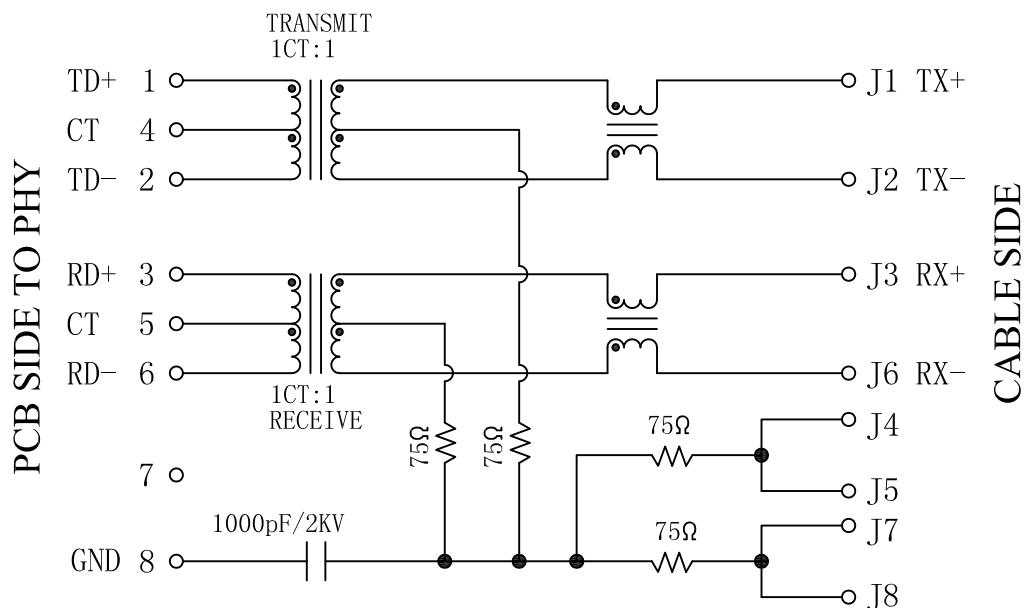 TRANSMIT
1CT:1
TD+ 1
J1 TX+
CT 4
TD- 2
J2 TX-
PCB SIDE TO PHY
CABLE SIDE
RD+ 3
J3 RX+
CT 5
RD- 6
J6 RX-
1CT:1
RECEIVE
75Ω
75Ω
75Ω
J4
7
J5
1000pF/2KV
75Ω
J7
GND 8
J8